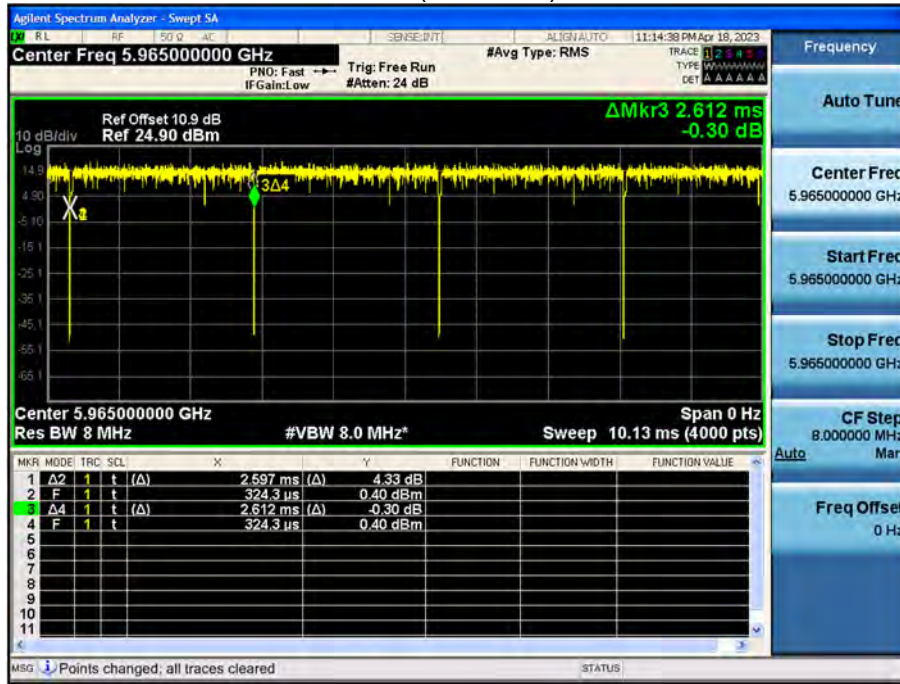 Agilent Spectrum Analyzer - Swept SA
RL RF 50 Ω AC SENSE:INT ALIGN AUTO 11:14:38 PM Apr 18, 2023
Center Freq 5.965000000 GHz #Avg Type: RMS TRACE 1 2 3 4 5 6
PNO: Fast Trig: Free Run TYPE
IFGain:Low #Atten: 24 dB DET A A A A A A
Frequency
Auto Tune
Ref Offset 10.9 dB ΔMkr3 2.612 ms
10 dB/div Ref 24.90 dBm -0.30 dB
Log
14.9
3Δ4
4.90
-5.10
-15.1
-25.1
-35.1
-45.1
-55.1
-65.1
Center 5.965000000 GHz Span 0 Hz
Res BW 8 MHz #VBW 8.0 MHz* Sweep 10.13 ms (4000 pts)
Center Freq
5.965000000 GHz
Start Freq
5.965000000 GHz
Stop Freq
5.965000000 GHz
CF Step
8.000000 MHz
Auto Man
Freq Offset
0 Hz
MKR MODE TRC SCL X Y FUNCTION FUNCTION WIDTH FUNCTION VALUE
1 Δ2 1 t (Δ) 2.597 ms (Δ) 4.33 dB
2 F 1 t 324.3 µs 0.40 dBm
3 Δ4 1 t (Δ) 2.612 ms (Δ) -0.30 dB
4 F 1 t 324.3 µs 0.40 dBm
5
6
7
8
9
10
11
MSG Points changed; all traces cleared STATUS